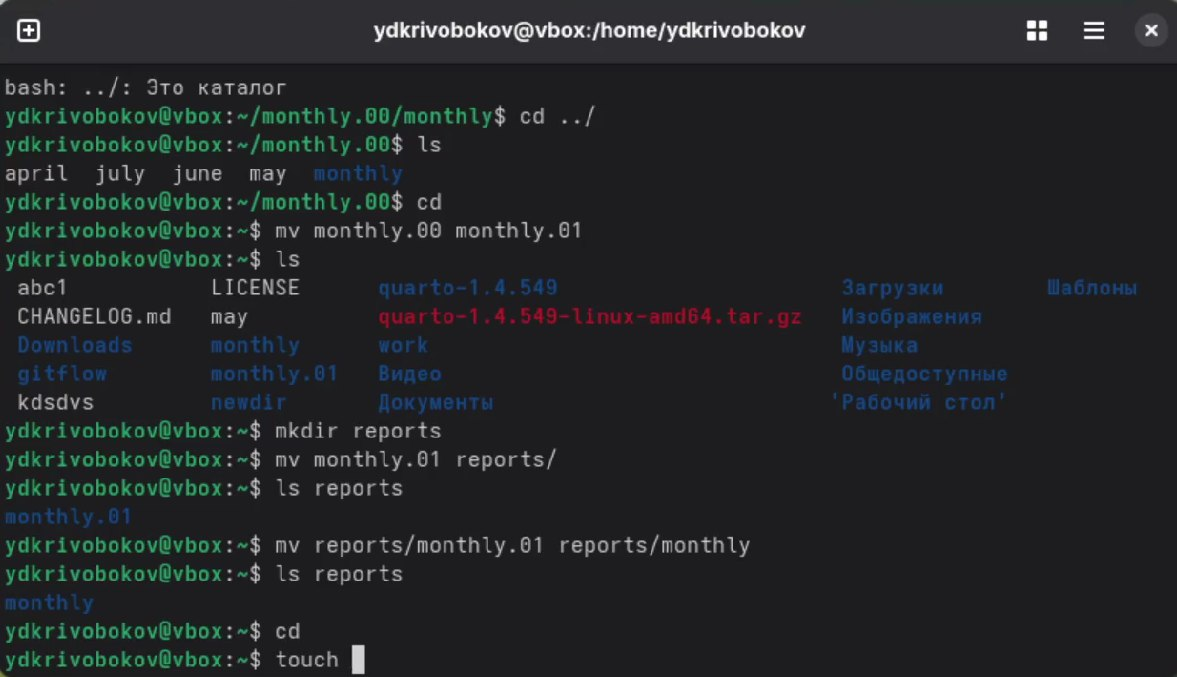 ydkrivobokov@vbox:/home/ydkrivobokov
bash: ../: Это каталог
ydkrivobokov@vbox:~/monthly.00/monthly$ cd ../
ydkrivobokov@vbox:~/monthly.00$ ls
april july june may monthly
ydkrivobokov@vbox:~/monthly.00$ cd
ydkrivobokov@vbox:~$ mv monthly.00 monthly.01
ydkrivobokov@vbox:~$ ls
abc1 LICENSE quarto-1.4.549 Загрузки Шаблоны
CHANGELOG.md may quarto-1.4.549-linux-amd64.tar.gz Изображения
Downloads monthly work Музыка
gitflow monthly.01 Видео Общедоступные
kdsdvs newdir Документы 'Рабочий стол'
ydkrivobokov@vbox:~$ mkdir reports
ydkrivobokov@vbox:~$ mv monthly.01 reports/
ydkrivobokov@vbox:~$ ls reports
monthly.01
ydkrivobokov@vbox:~$ mv reports/monthly.01 reports/monthly
ydkrivobokov@vbox:~$ ls reports
monthly
ydkrivobokov@vbox:~$ cd
ydkrivobokov@vbox:~$ touch